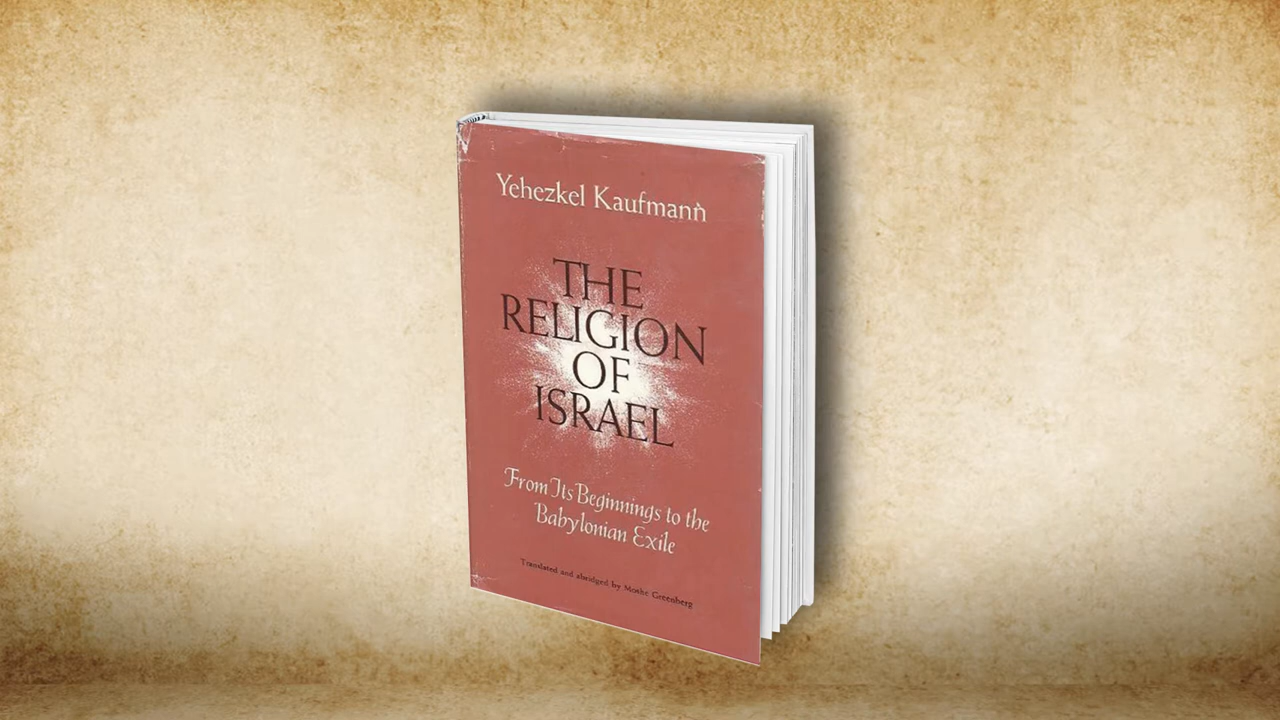 Yehezkel Kaufmann
THE
RELIGION
OF
ISRAEL
From Its Beginnings to the
Babylonian Exile
Translated and abridged by Moshe Greenberg